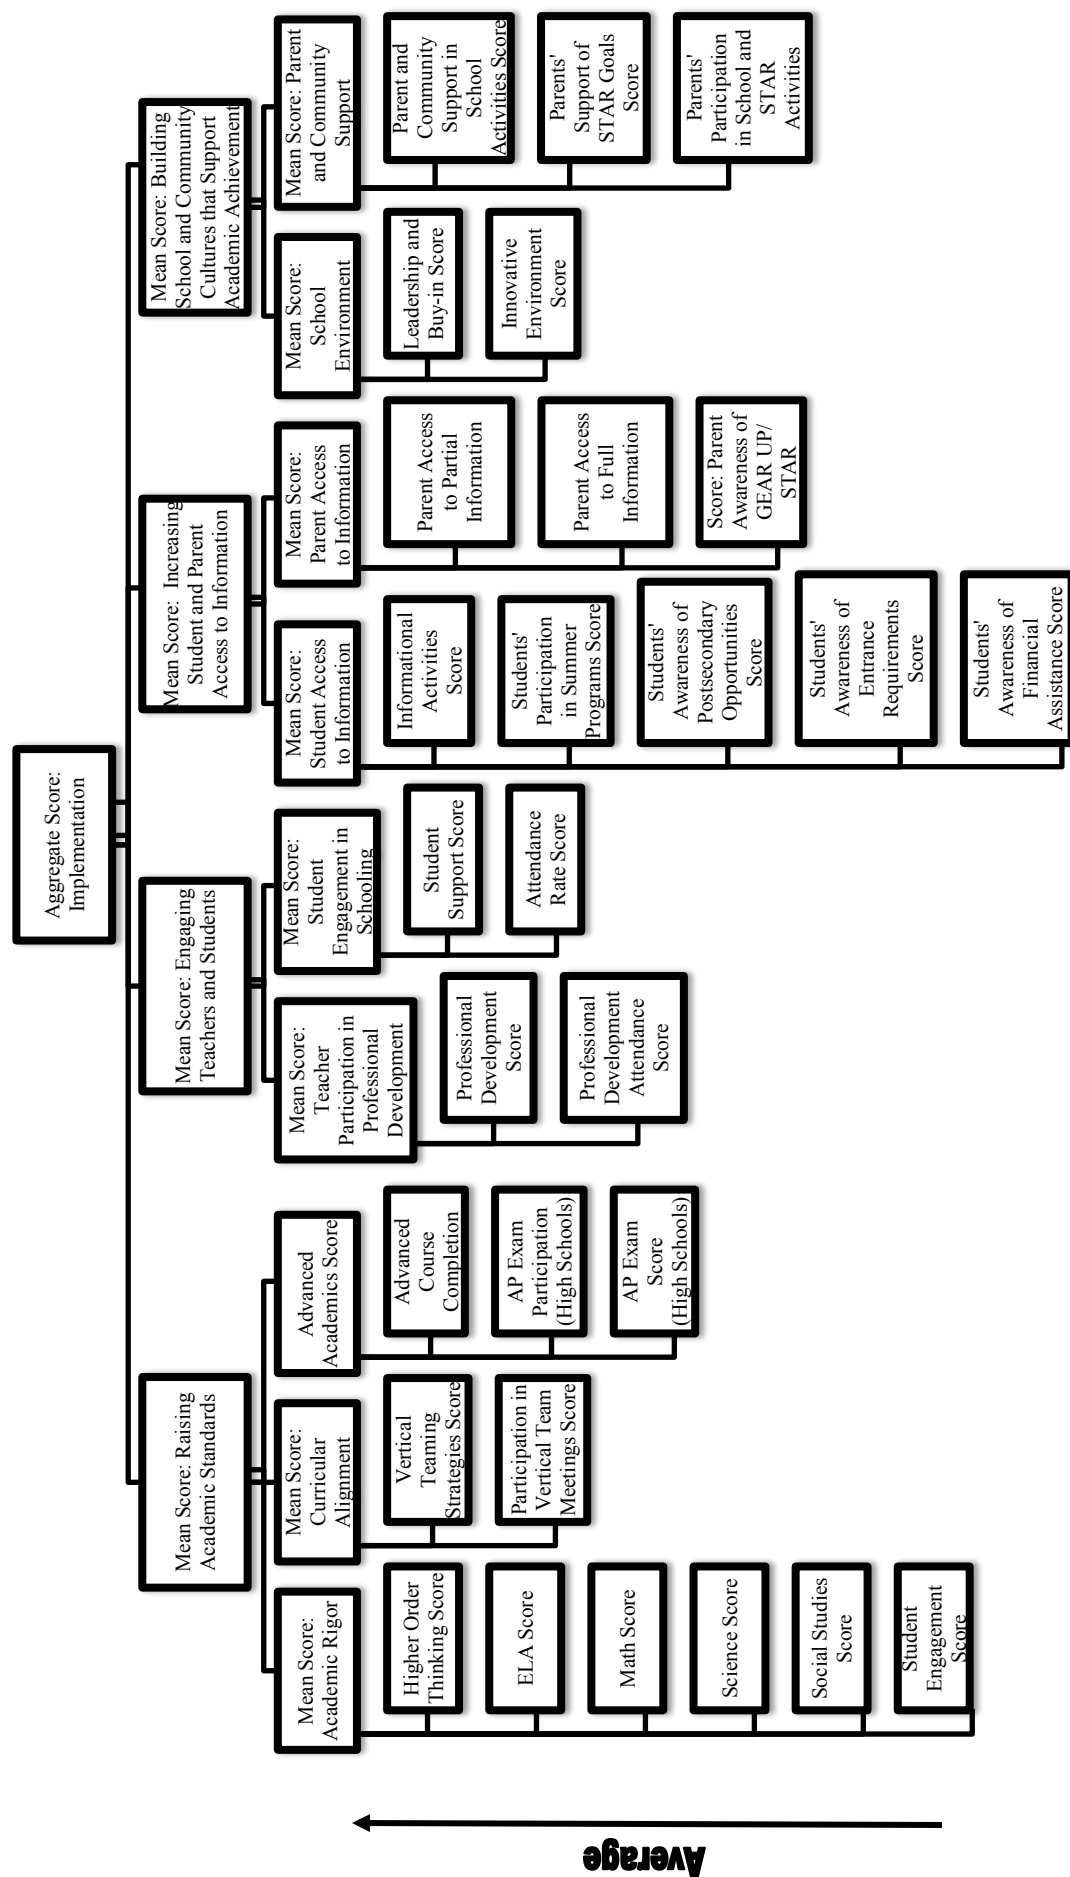 Aggregate Score:
Implementation
Mean Score: Raising
Academic Standards
Mean Score:
Academic Rigor
Higher Order
Thinking Score
ELA Score
Math Score
Science Score
Social Studies
Score
Student
Engagement
Score
Mean Score:
Curricular
Alignment
Vertical
Teaming
Strategies Score
Participation in
Vertical Team
Meetings Score
Advanced
Academics Score
Advanced
Course
Completion
AP Exam
Participation
(High Schools)
AP Exam
Score
(High Schools)
Mean Score: Engaging
Teachers and Students
Mean Score:
Teacher
Participation in
Professional
Development
Professional
Development
Score
Professional
Development
Attendance
Score
Mean Score:
Student
Engagement in
Schooling
Student
Support Score
Attendance
Rate Score
Mean Score: Increasing
Student and Parent
Access to Information
Mean Score:
Student Access
to Information
Informational
Activities
Score
Students'
Participation
in Summer
Programs Score
Students'
Awareness of
Postsecondary
Opportunities
Score
Students'
Awareness of
Entrance
Requirements
Score
Students'
Awareness of
Financial
Assistance Score
Mean Score:
Parent Access
to Information
Parent Access
to Partial
Information
Parent Access
to Full
Information
Score: Parent
Awareness of
GEAR UP/
STAR
Mean Score: Building
School and Community
Cultures that Support
Academic Achievement
Mean Score:
School
Environment
Leadership and
Buy-in Score
Innovative
Environment
Score
Mean Score: Parent
and Community
Support
Parent and
Community
Support in
School
Activities Score
Parents'
Support of
STAR Goals
Score
Parents'
Participation
in School and
STAR
Activities
Average